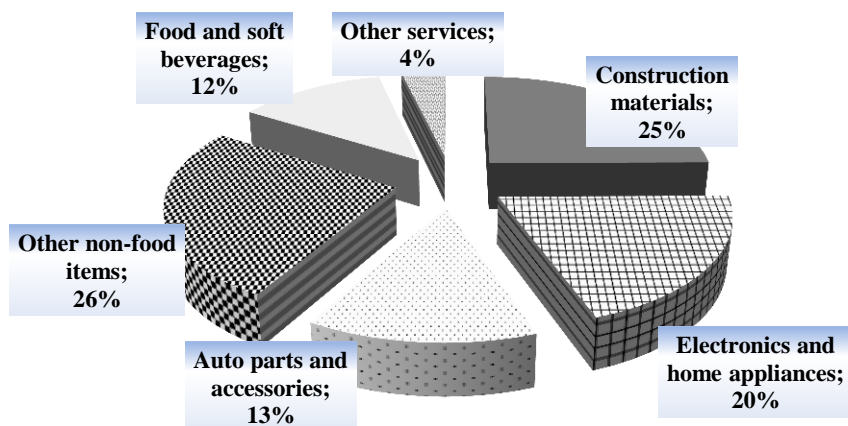 Food and soft
beverages;
12%
Other services;
4%
Construction
materials;
25%
Other non-food
items;
26%
Auto parts and
accessories;
13%
Electronics and
home appliances;
20%